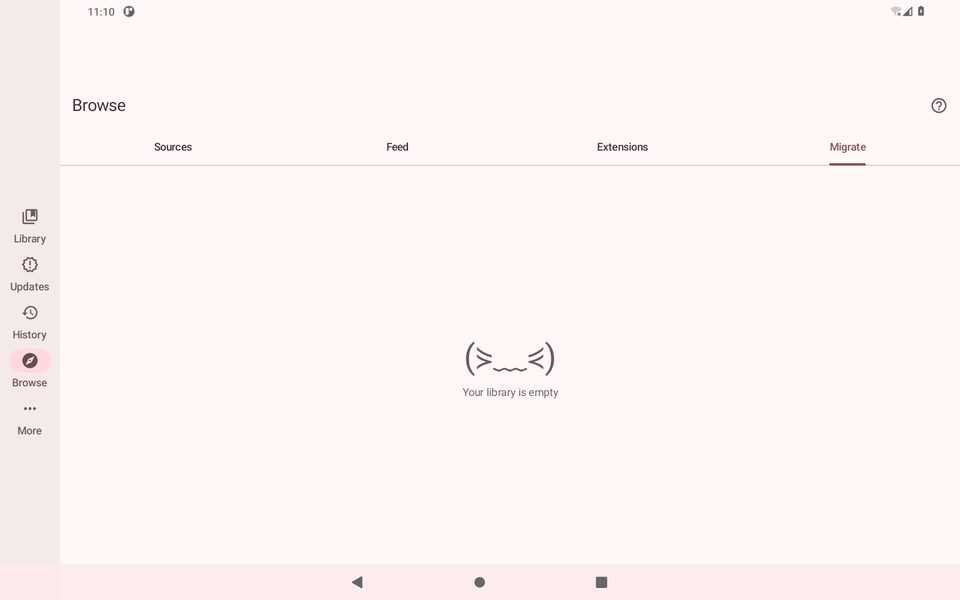 11:10
Browse
Sources
Feed
Extensions
Migrate
Library
Updates
History
Browse
More
Your library is empty